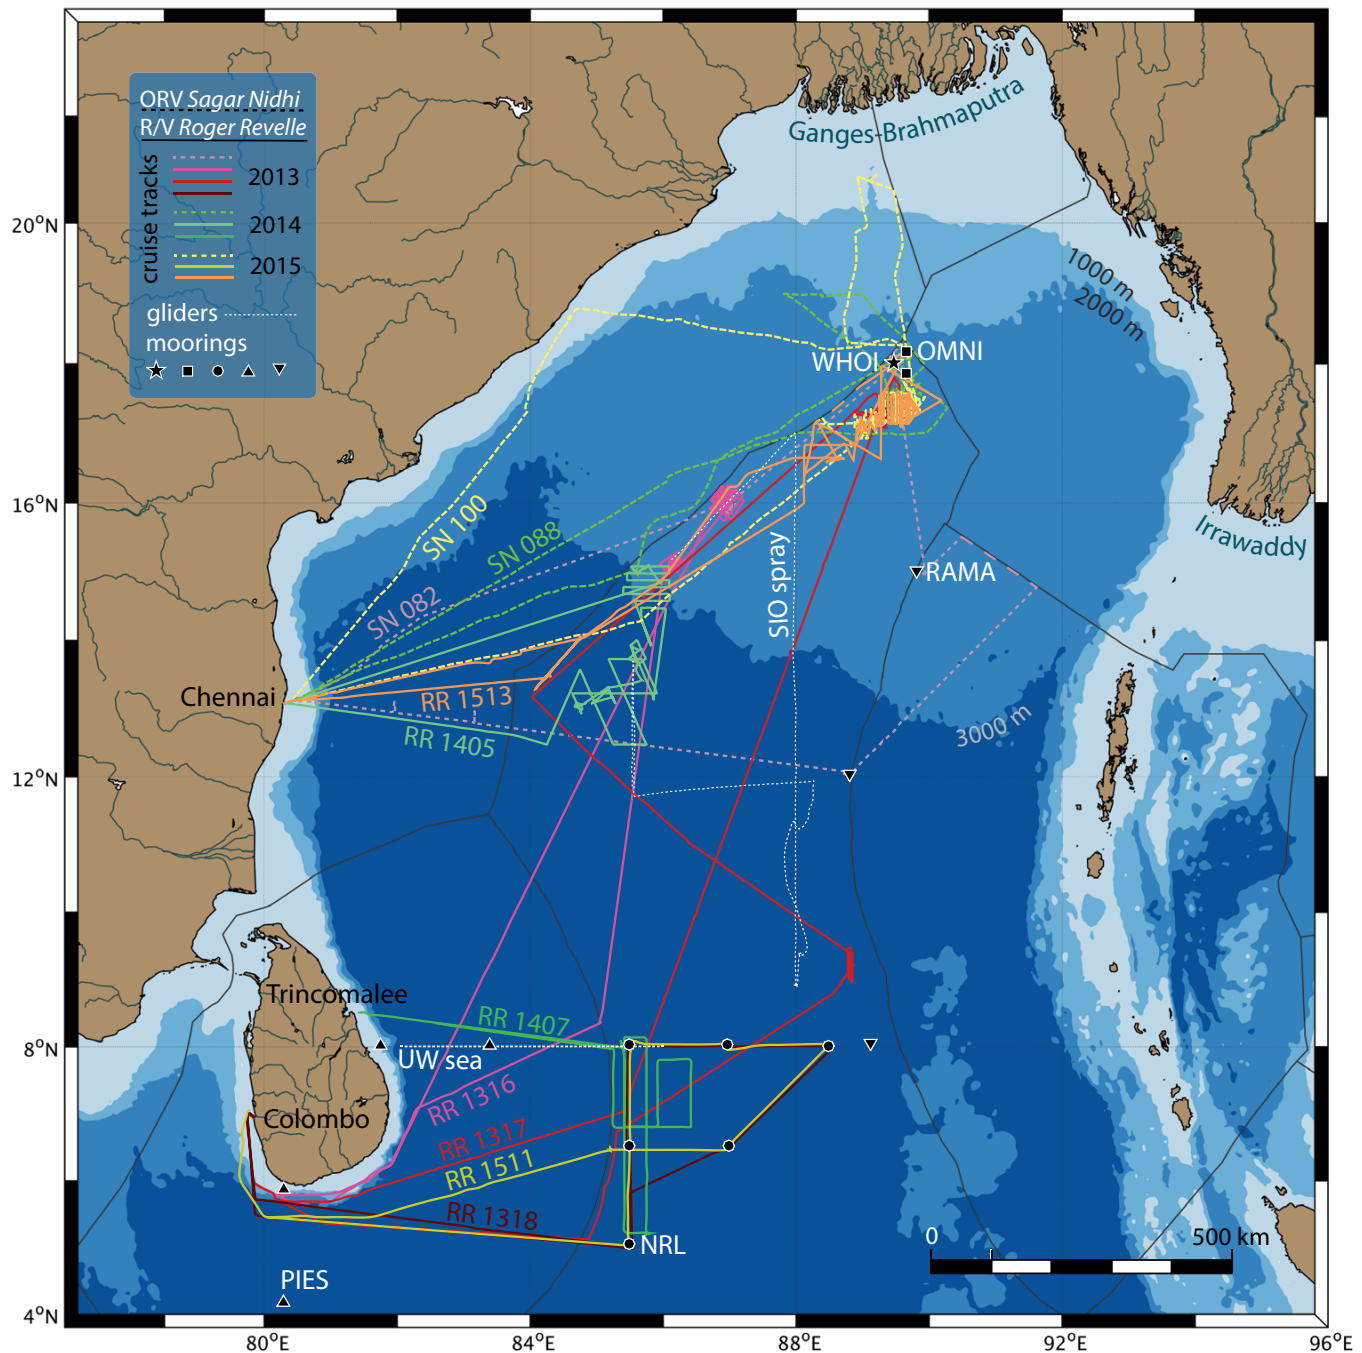 ORV Sagar Nidhi
R/V Roger Revelle
cruise tracks
2013
2014
2015
gliders
moorings
Ganges-Brahmaputra
1000 m
2000 m
WHOI
OMNI
SN 100
SN 088
SN 082
SIO spray
RAMA
Irrawaddy
Chennai
RR 1513
RR 1405
3000 m
Trincomalee
RR 1407
UW sea
RR 1316
Colombo
RR 1317
RR 1511
RR 1318
NRL
PIES
0
500 km
20°N
16°N
12°N
8°N
4°N
80°E
84°E
88°E
92°E
96°E